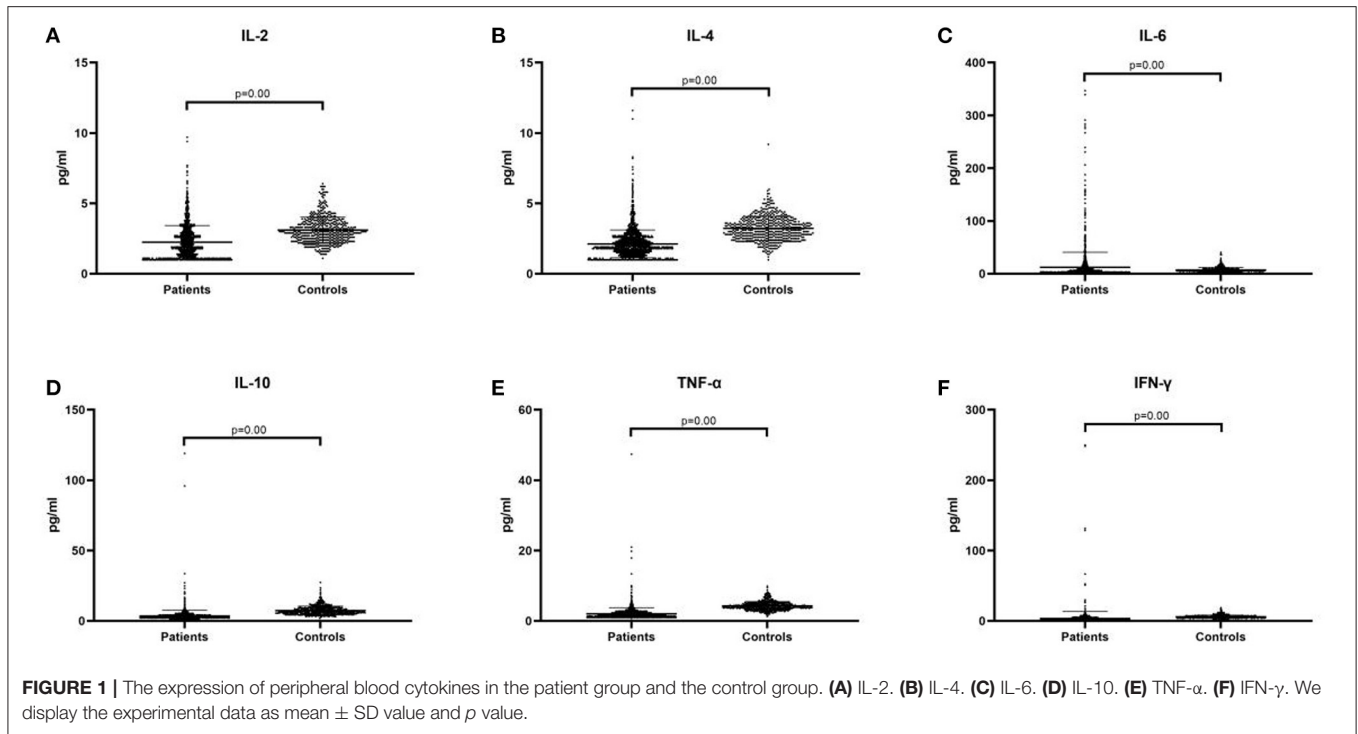 A
IL-2
15
10
5
0
pg/ml
p=0.00
Patients
Controls
B
IL-4
15
10
5
0
pg/ml
p=0.00
Patients
Controls
C
IL-6
400
300
200
100
0
pg/ml
p=0.00
Patients
Controls
D
IL-10
150
100
50
0
pg/ml
p=0.00
Patients
Controls
E
TNF-α
60
40
20
0
pg/ml
p=0.00
Patients
Controls
F
IFN-γ
300
200
100
0
pg/ml
p=0.00
Patients
Controls
FIGURE 1 | The expression of peripheral blood cytokines in the patient group and the control group. (A) IL-2. (B) IL-4. (C) IL-6. (D) IL-10. (E) TNF-α. (F) IFN-γ. We
display the experimental data as mean ± SD value and p value.